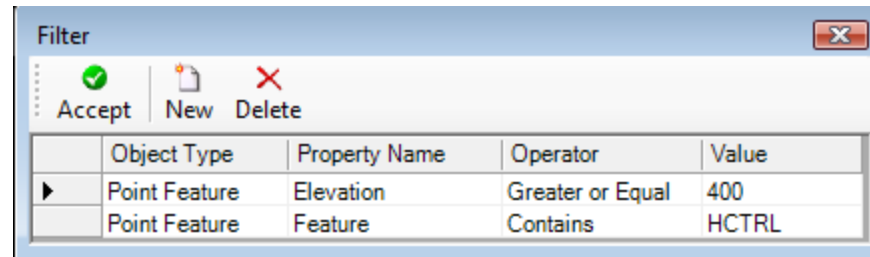 Filter
Accept New Delete
Object Type Property Name Operator Value
Point Feature Elevation Greater or Equal 400
Point Feature Feature Contains HCTRL